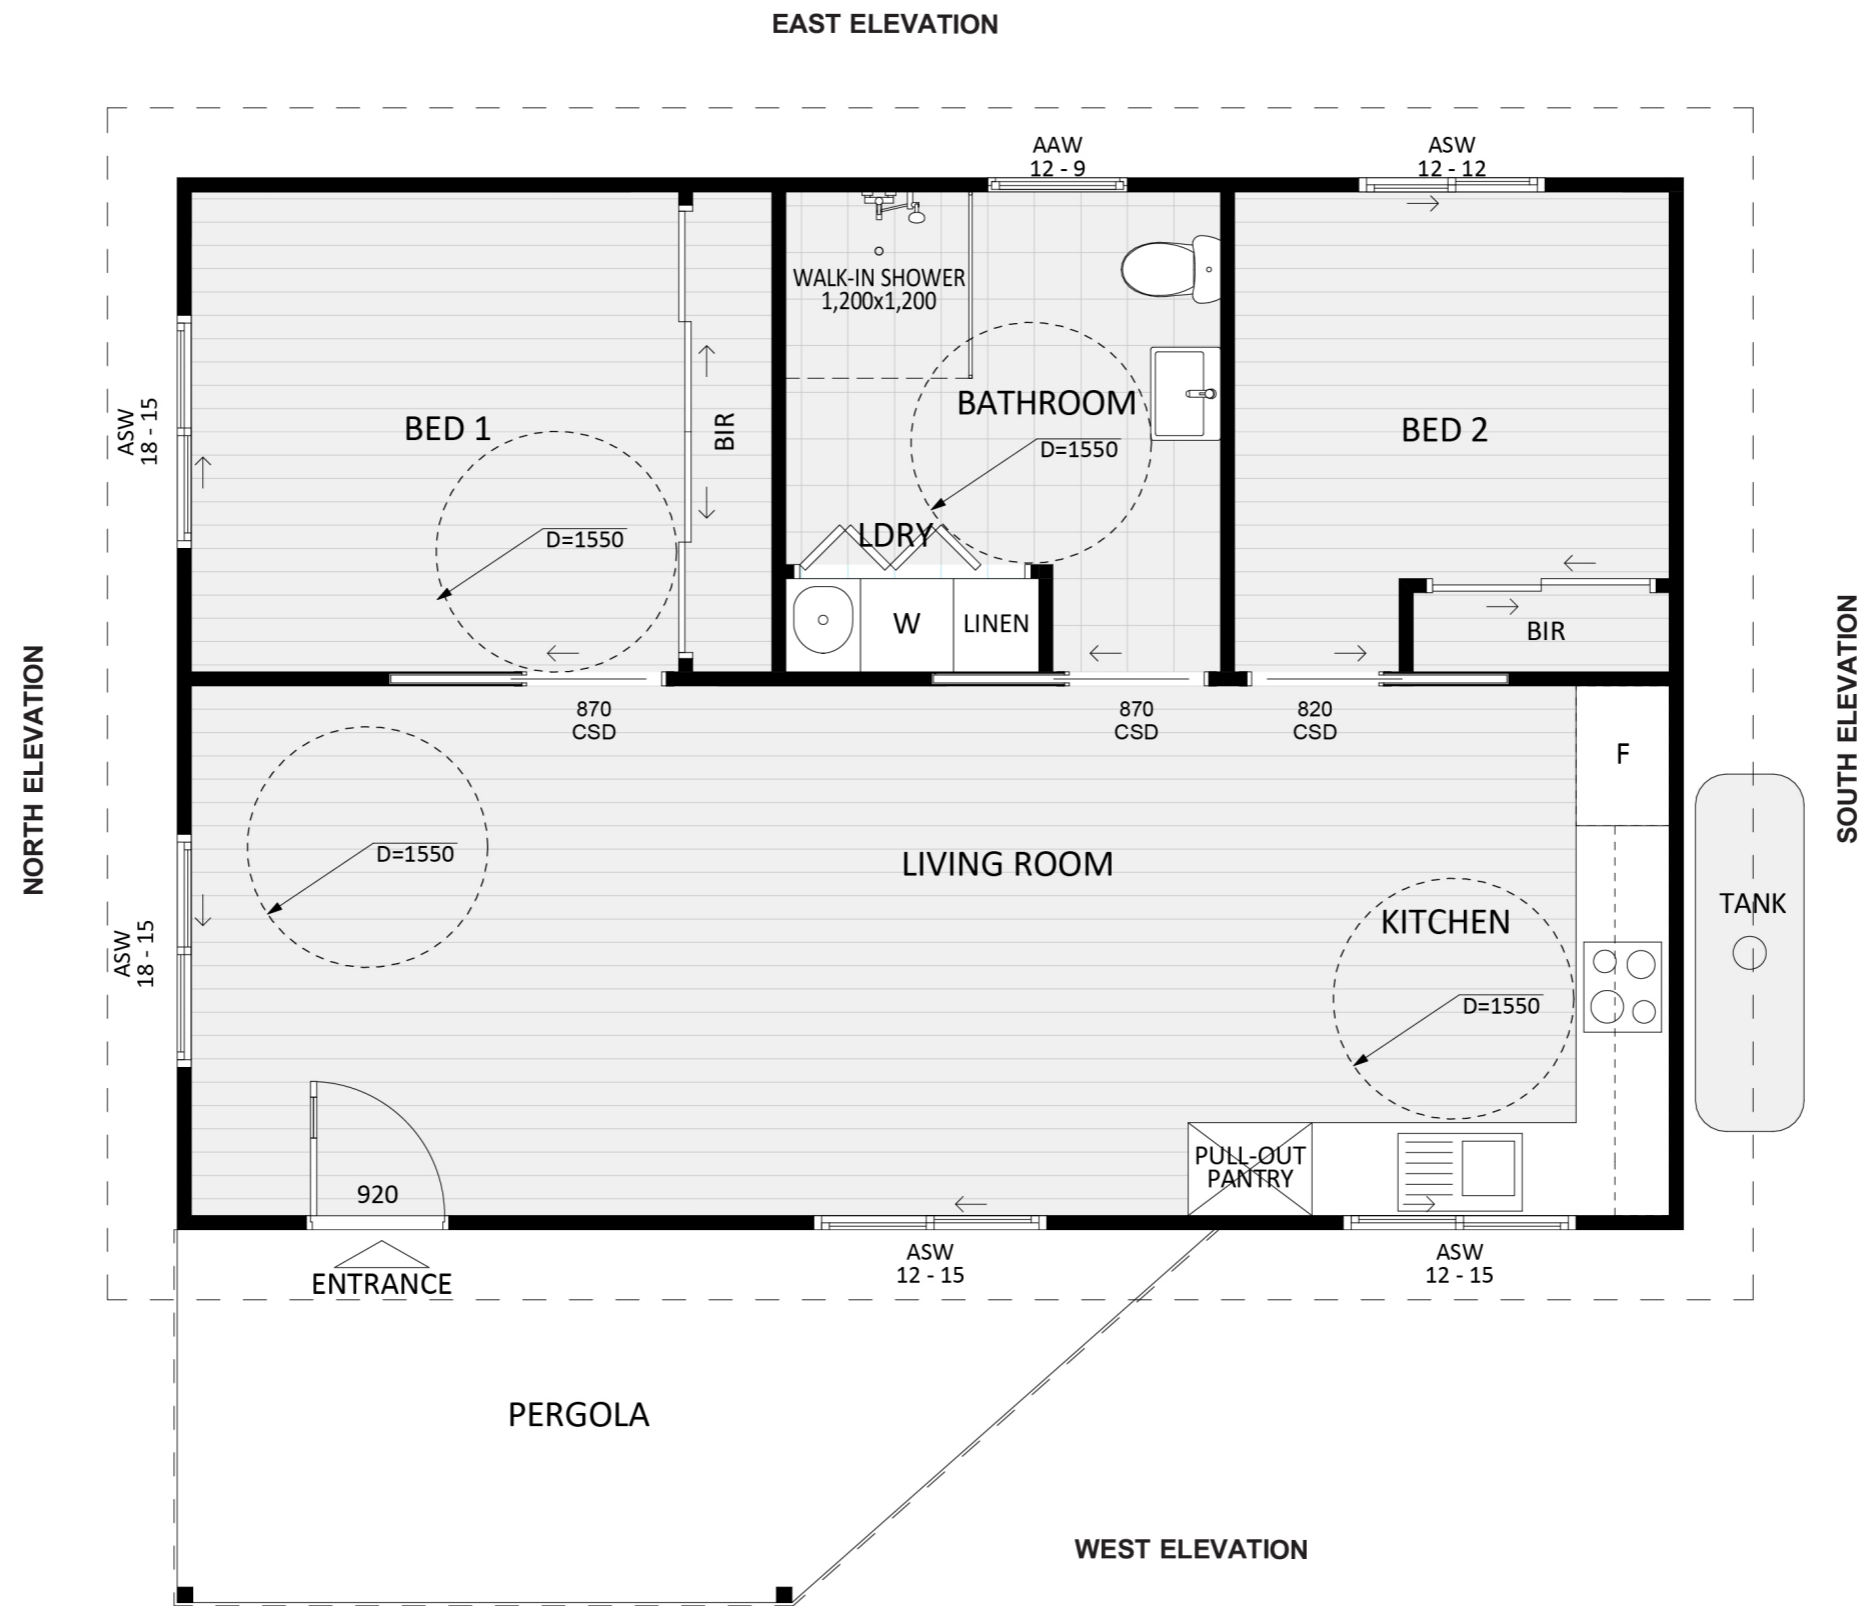 EAST ELEVATION
AAW
12 - 9
ASW
12 - 12
WALK-IN SHOWER
1,200x1,200
BED 1
BIR
BATHROOM
BED 2
ASW
18 - 15
D=1550
D=1550
LDRY
W
LINEN
BIR
NORTH ELEVATION
SOUTH ELEVATION
870
CSD
870
CSD
820
CSD
F
D=1550
LIVING ROOM
KITCHEN
TANK
ASW
18 - 15
D=1550
PULL-OUT
PANTRY
920
ENTRANCE
ASW
12 - 15
ASW
12 - 15
PERGOLA
WEST ELEVATION